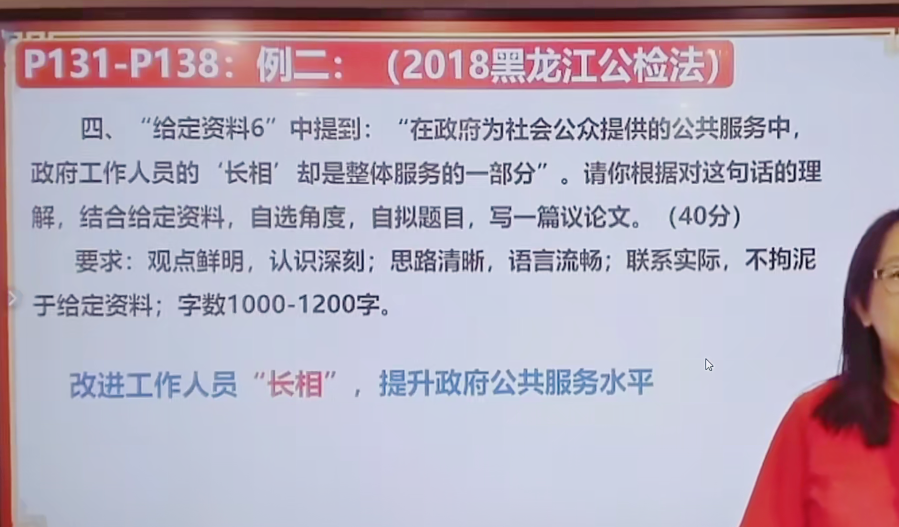 P131-P138：例二：（2018黑龙江公检法）
四、“给定资料6”中提到：“在政府为社会公众提供的公共服务中，
政府工作人员的‘长相’却是整体服务的一部分”。请你根据对这句话的理
解，结合给定资料，自选角度，自拟题目，写一篇议论文。（40分）
要求：观点鲜明，认识深刻；思路清晰，语言流畅；联系实际，不拘泥
于给定资料；字数1000-1200字。
改进工作人员“长相”，提升政府公共服务水平